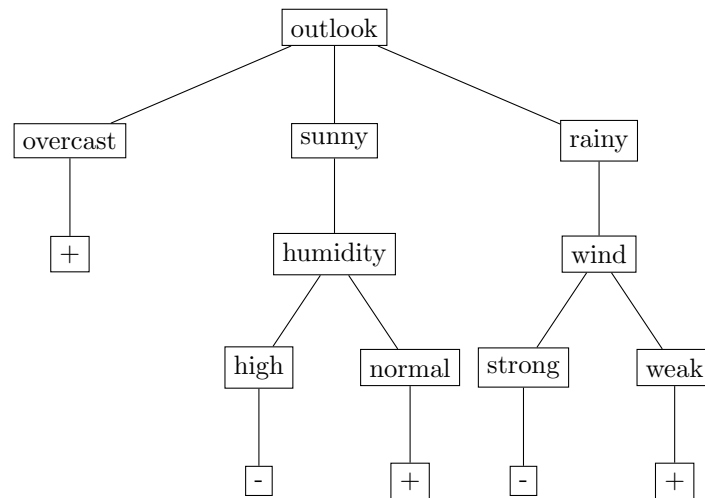 outlook
overcast sunny rainy
+ humidity wind
high normal strong weak
- + - +